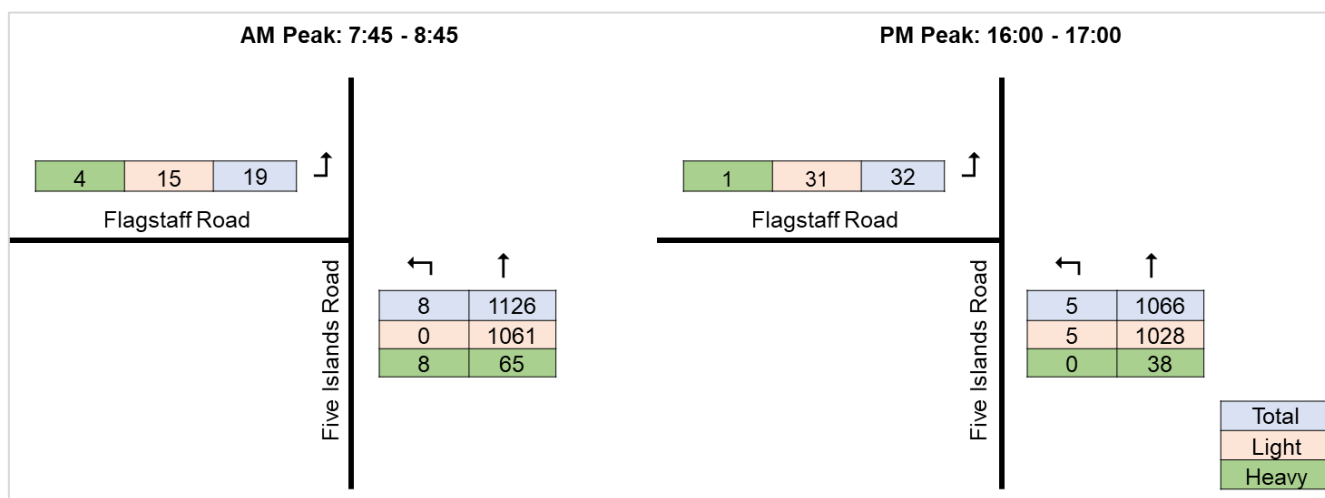 AM Peak: 7:45 - 8:45
4 15 19
Flagstaff Road
Five Islands Road
8 1126
0 1061
8 65
PM Peak: 16:00 - 17:00
1 31 32
Flagstaff Road
Five Islands Road
5 1066
5 1028
0 38
Total
Light
Heavy